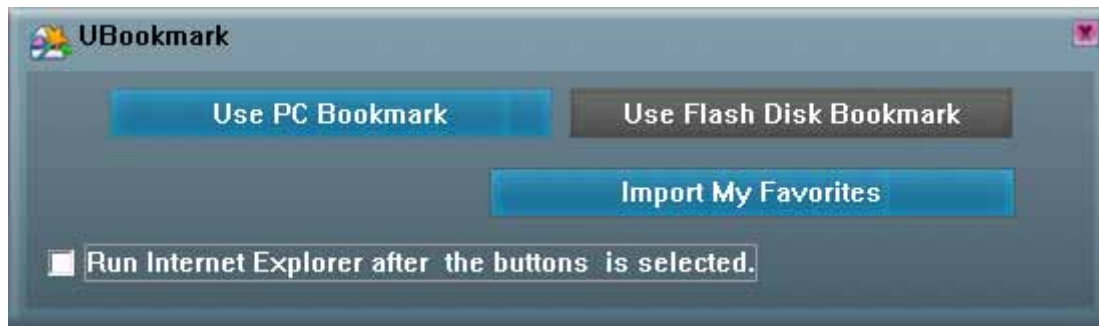 UBookmark
Use PC Bookmark
Use Flash Disk Bookmark
Import My Favorites
Run Internet Explorer after the buttons is selected.